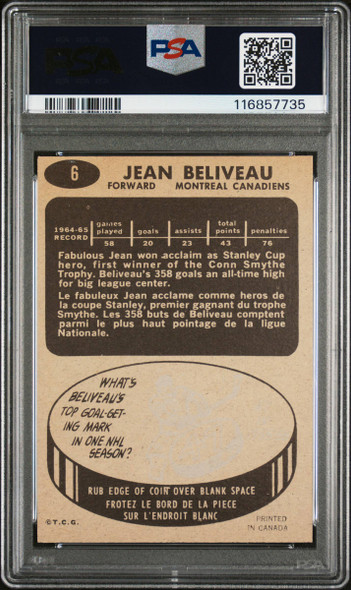 PSA
PSA
116857735
6
JEAN BELIVEAU
FORWARD MONTREAL CANADIENS
1964-65 RECORD
games played goals assists total points penalties
58 20 23 43 76
Fabulous Jean won acclaim as Stanley Cup
hero, first winner of the Conn Smythe
Trophy. Beliveau's 358 goals an all-time high
for big league center.
Le fabuleux Jean acclame comme heros de
la coupe Stanley, premier gagnant du trophe
Smythe. Les 358 buts de Beliveau comptent
parmi le plus haut pointage de la ligue
Nationale.
WHAT'S
BELIVEAU'S
TOP GOAL-GET-
ING MARK
IN ONE NHL
SEASON?
RUB EDGE OF COIN OVER BLANK SPACE
FROTEZ LE BORD DE LA PIECE
SUR L'ENDROIT BLANC
©T.C.G.
PRINTED
IN CANADA